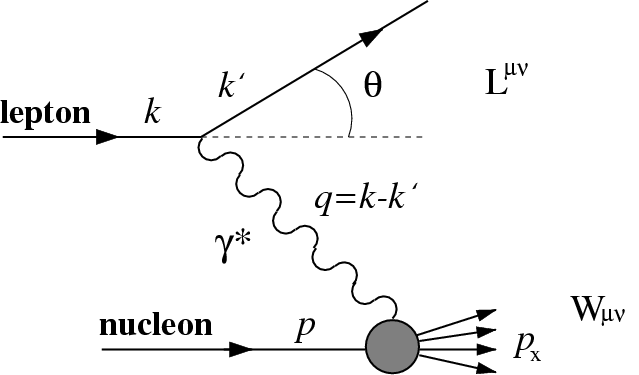 k‘ θ L^μν
lepton k
q=k-k‘
γ*
nucleon p p_x W_μν